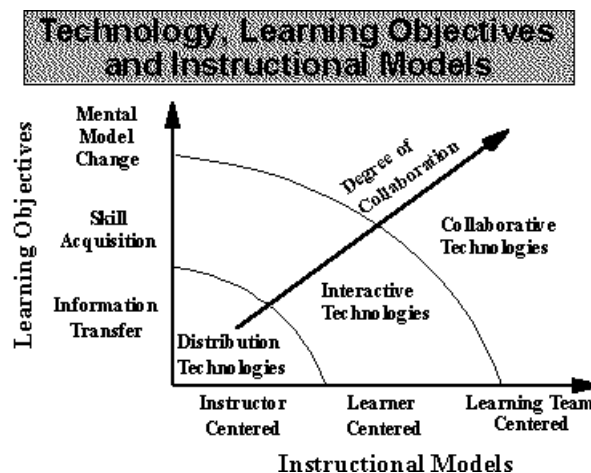 Technology, Learning Objectives
and Instructional Models
Learning Objectives
Mental
Model
Change
Skill
Acquisition
Information
Transfer
Degree of
Collaboration
Collaborative
Technologies
Interactive
Technologies
Distribution
Technologies
Instructor
Centered
Learner
Centered
Learning Team
Centered
Instructional Models